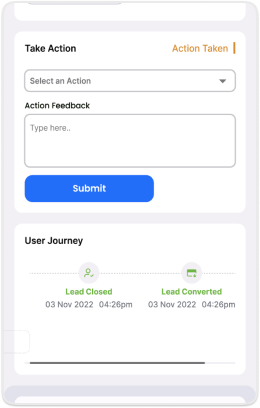 Take Action
Action Taken
Select an Action
Action Feedback
Type here..
Submit
User Journey
Lead Closed
03 Nov 2022 04:26pm
Lead Converted
03 Nov 2022 04:26pm